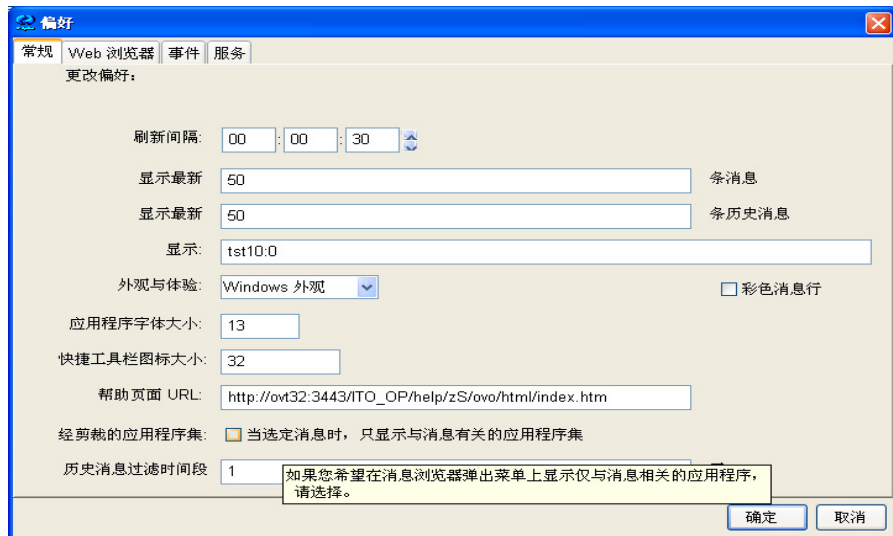 偏好
常规 Web 浏览器 事件 服务
更改偏好：
刷新间隔: 00 : 00 : 30
显示最新 50 条消息
显示最新 50 条历史消息
显示: tst10:0
外观与体验: Windows 外观 彩色消息行
应用程序字体大小: 13
快捷工具栏图标大小: 32
帮助页面 URL: http://ovt32:3443/ITO_OP/help/zS/ovo/html/index.htm
经剪裁的应用程序集: 当选定消息时，只显示与消息有关的应用程序集
历史消息过滤时间段 1
如果您希望在消息浏览器弹出菜单上显示仅与消息相关的应用程序，
请选择。
确定 取消